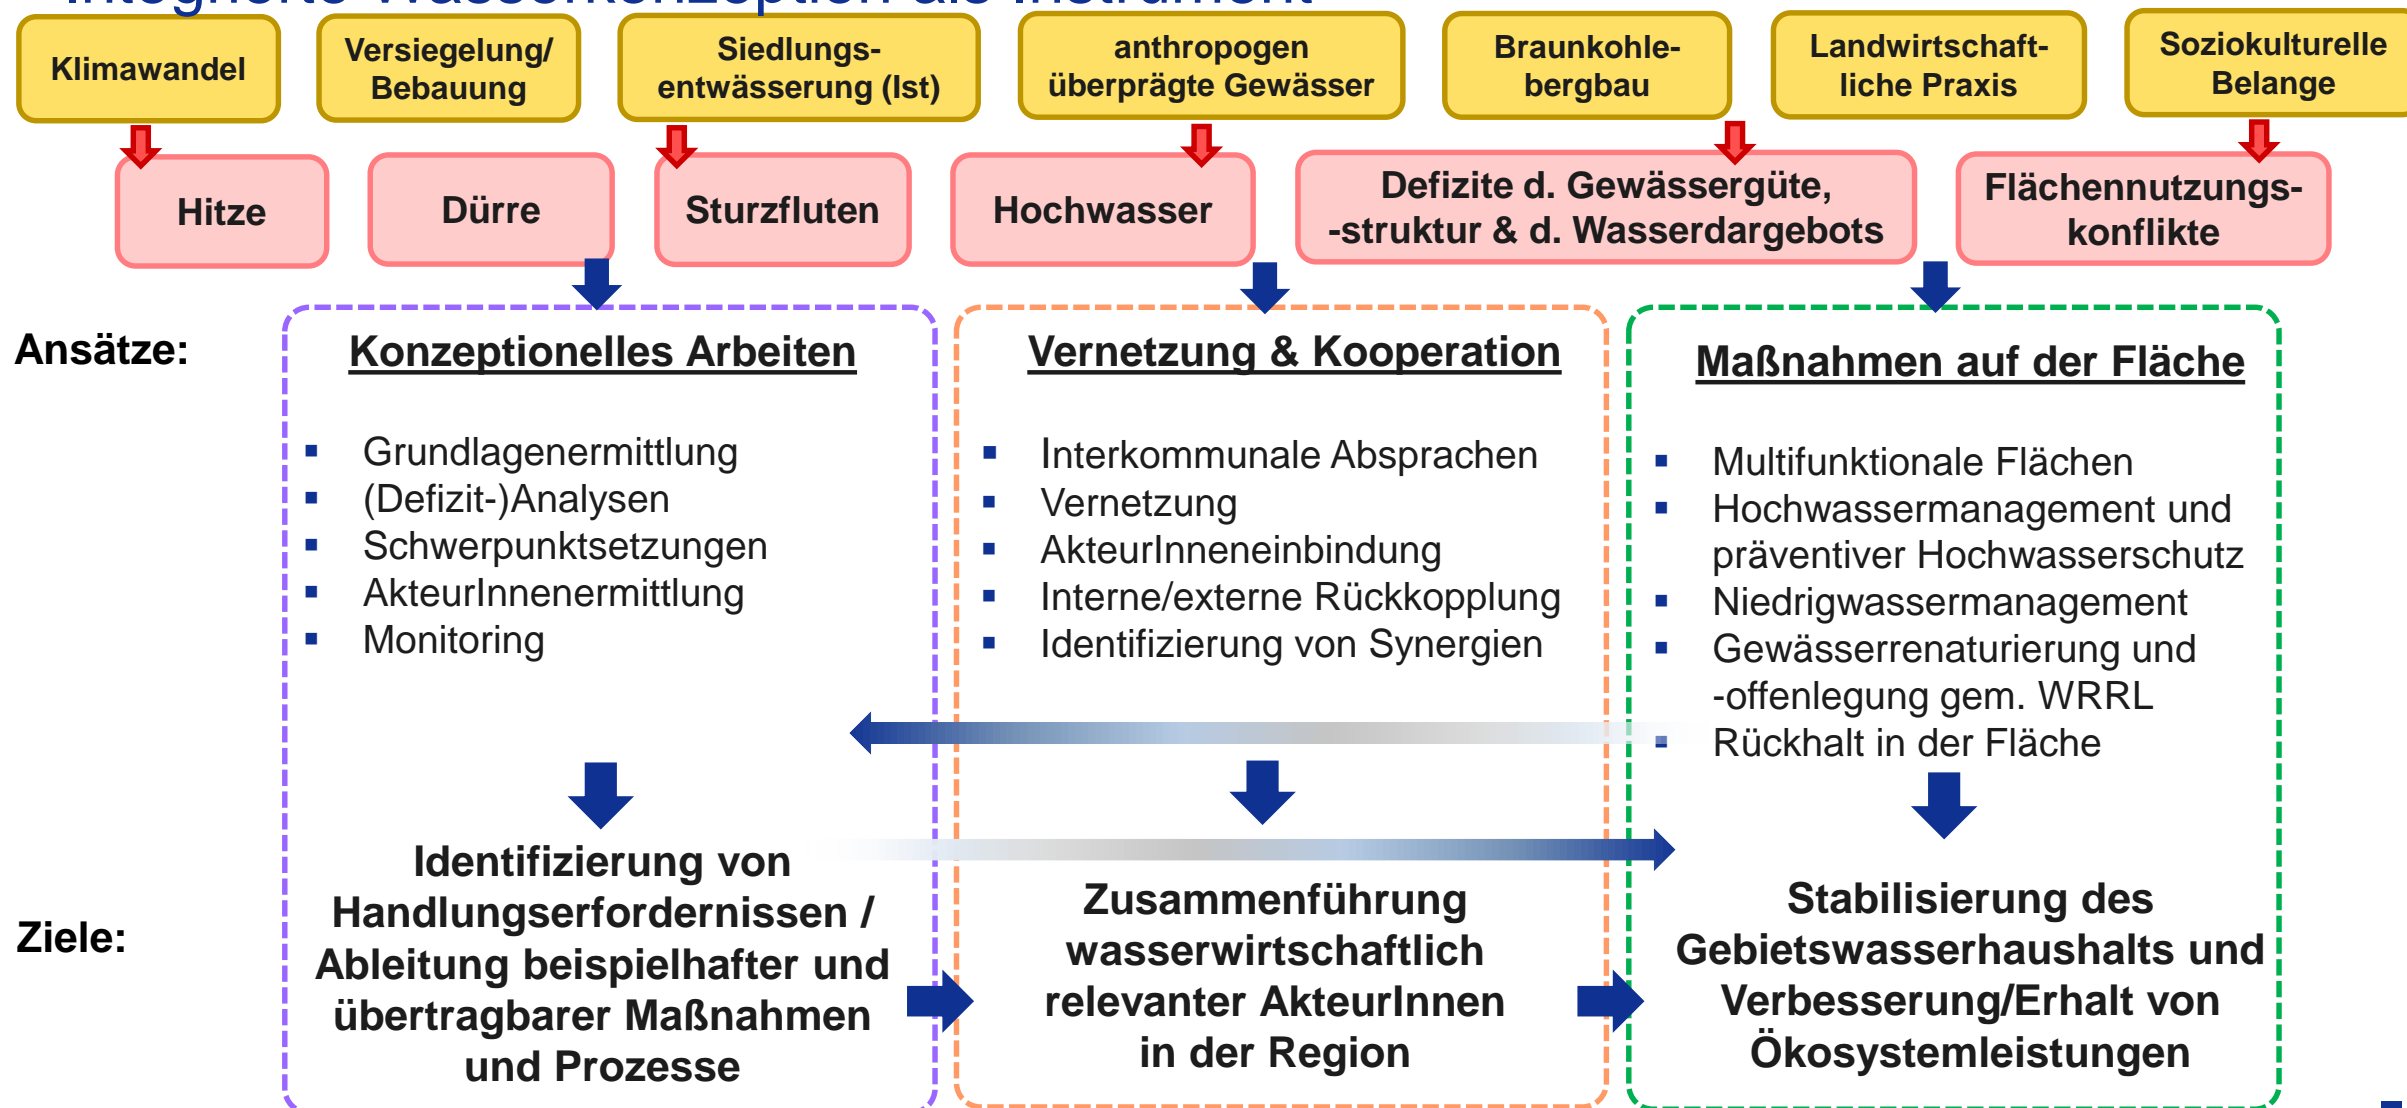 Integrierte Wasserkonzeption als Instrument
Klimawandel
Versiegelung/
Bebauung
Siedlungs-
entwässerung (Ist)
anthropogen
überprägte Gewässer
Braunkohle-
bergbau
Landwirtschaft-
liche Praxis
Soziokulturelle
Belange
Hitze
Dürre
Sturzfluten
Hochwasser
Defizite d. Gewässergüte,
-struktur & d. Wasserdargebots
Flächennutzungs-
konflikte
Ansätze:
Konzeptionelles Arbeiten
▪ Grundlagenermittlung
▪ (Defizit-)Analysen
▪ Schwerpunktsetzungen
▪ AkteurInnenermittlung
▪ Monitoring
Vernetzung & Kooperation
▪ Interkommunale Absprachen
▪ Vernetzung
▪ AkteurInneneinbindung
▪ Interne/externe Rückkopplung
▪ Identifizierung von Synergien
Maßnahmen auf der Fläche
▪ Multifunktionale Flächen
▪ Hochwassermanagement und
präventiver Hochwasserschutz
▪ Niedrigwassermanagement
▪ Gewässerrenaturierung und
-offenlegung gem. WRRL
▪ Rückhalt in der Fläche
Ziele:
Identifizierung von
Handlungserfordernissen /
Ableitung beispielhafter und
übertragbarer Maßnahmen
und Prozesse
Zusammenführung
wasserwirtschaftlich
relevanter AkteurInnen
in der Region
Stabilisierung des
Gebietswasserhaushalts und
Verbesserung/Erhalt von
Ökosystemleistungen